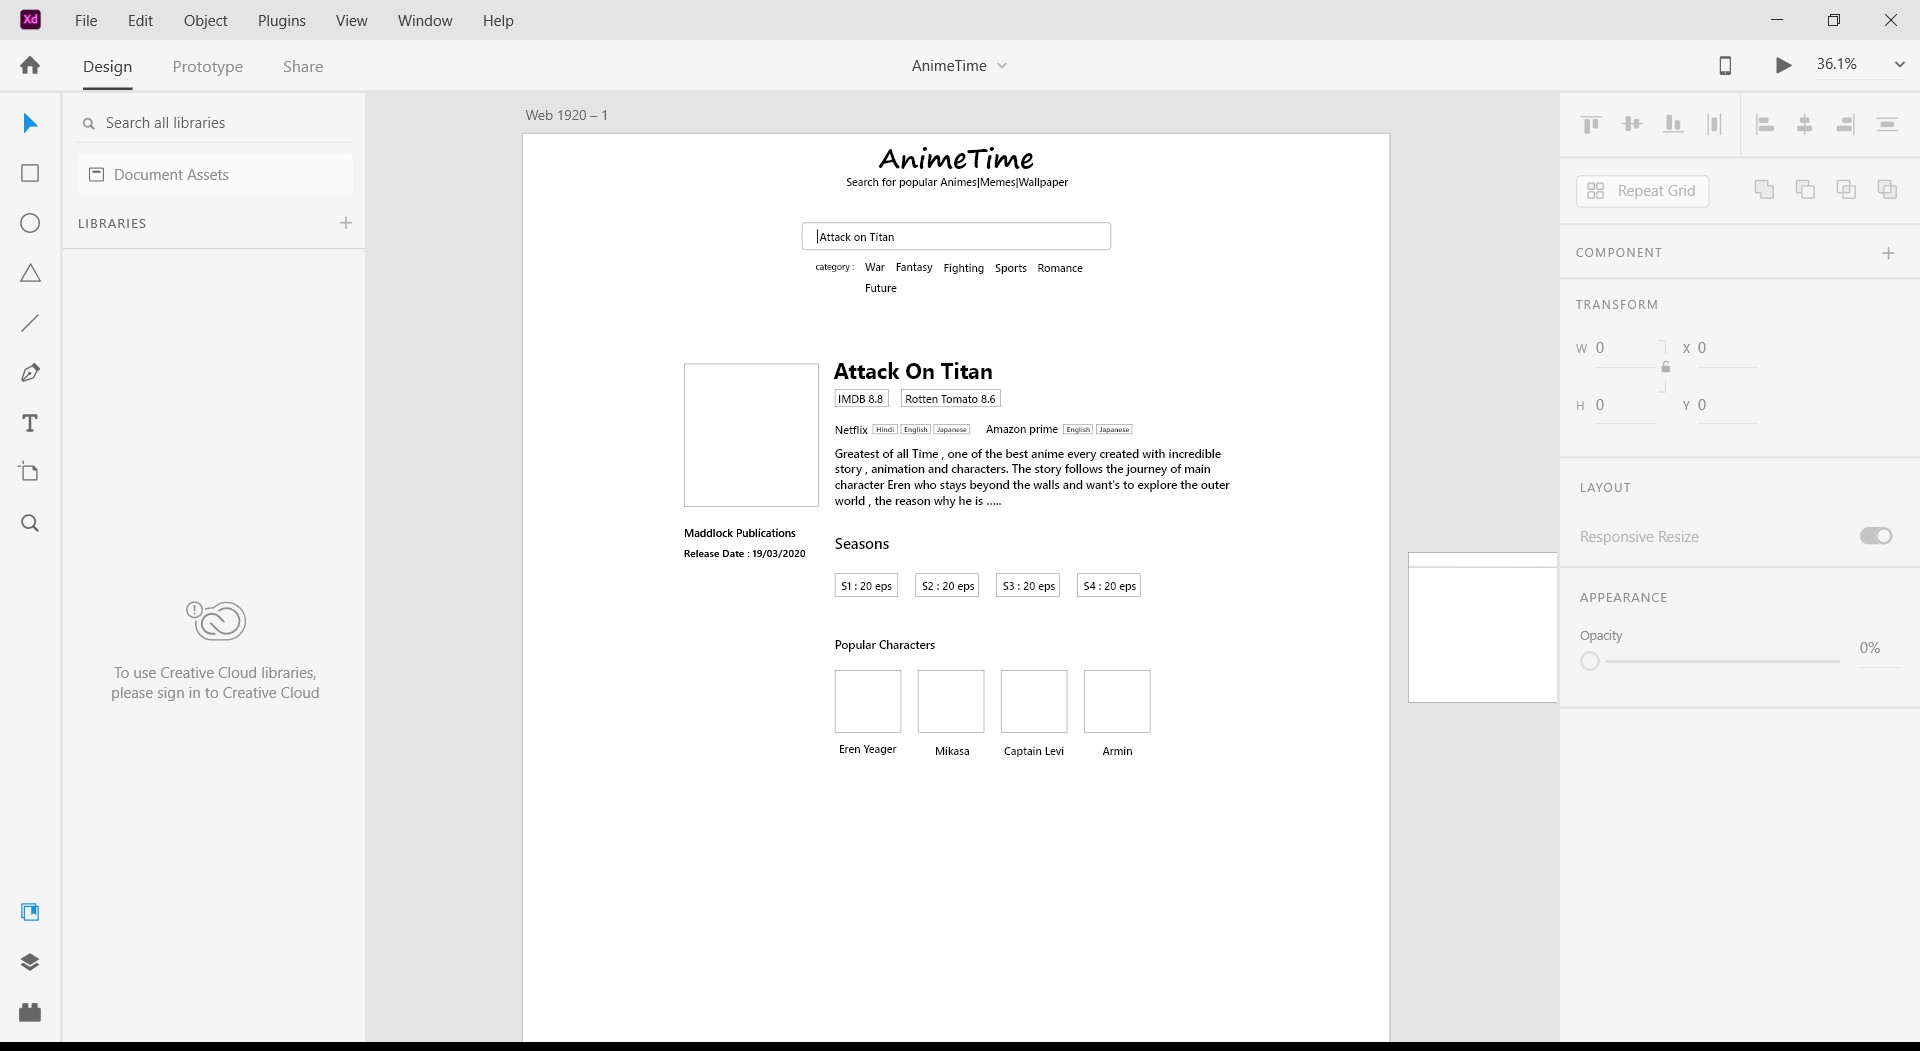 Xd File Edit Object Plugins View Window Help
Design Prototype Share AnimeTime 36.1%
Search all libraries
Document Assets
LIBRARIES
To use Creative Cloud libraries,
please sign in to Creative Cloud
Web 1920 – 1
AnimeTime
Search for popular Animes|Memes|Wallpaper
Attack on Titan
category : War Fantasy Fighting Sports Romance
Future
Attack On Titan
IMDB 8.8 Rotten Tomato 8.6
Netflix Hindi English Japanese Amazon prime English Japanese
Greatest of all Time , one of the best anime every created with incredible
story , animation and characters. The story follows the journey of main
character Eren who stays beyond the walls and want's to explore the outer
world , the reason why he is .....
Maddlock Publications
Release Date : 19/03/2020
Seasons
S1 : 20 eps S2 : 20 eps S3 : 20 eps S4 : 20 eps
Popular Characters
Eren Yeager Mikasa Captain Levi Armin
Repeat Grid
COMPONENT
TRANSFORM
W 0 X 0
H 0 Y 0
LAYOUT
Responsive Resize
APPEARANCE
Opacity
0%